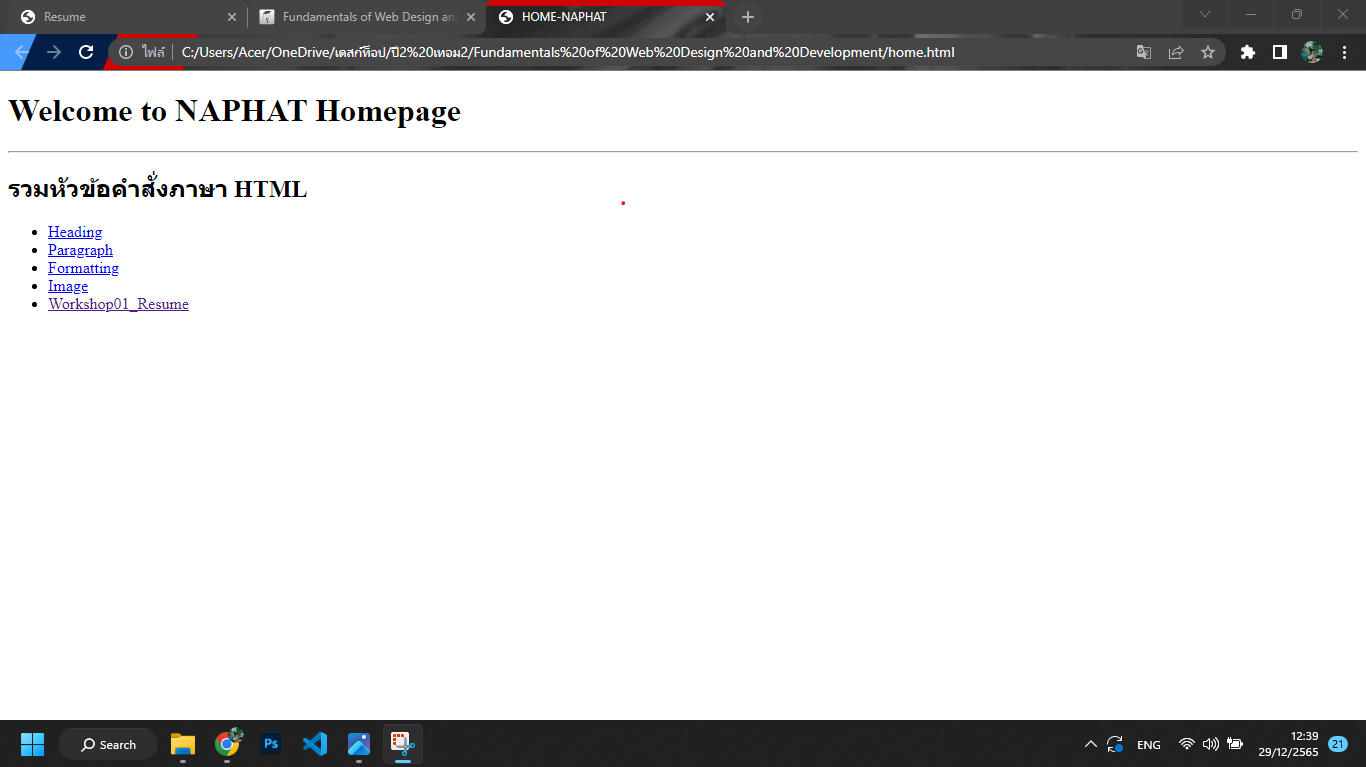 Resume
Fundamentals of Web Design an
HOME-NAPHAT
ไฟล์ C:/Users/Acer/OneDrive/เดสก์ท็อป/ปี2%20เทอม2/Fundamentals%20of%20Web%20Design%20and%20Development/home.html
Welcome to NAPHAT Homepage
รวมหัวข้อคำสั่งภาษา HTML
Heading
Paragraph
Formatting
Image
Workshop01_Resume
Search
Ps
ENG
12:39
29/12/2565
21